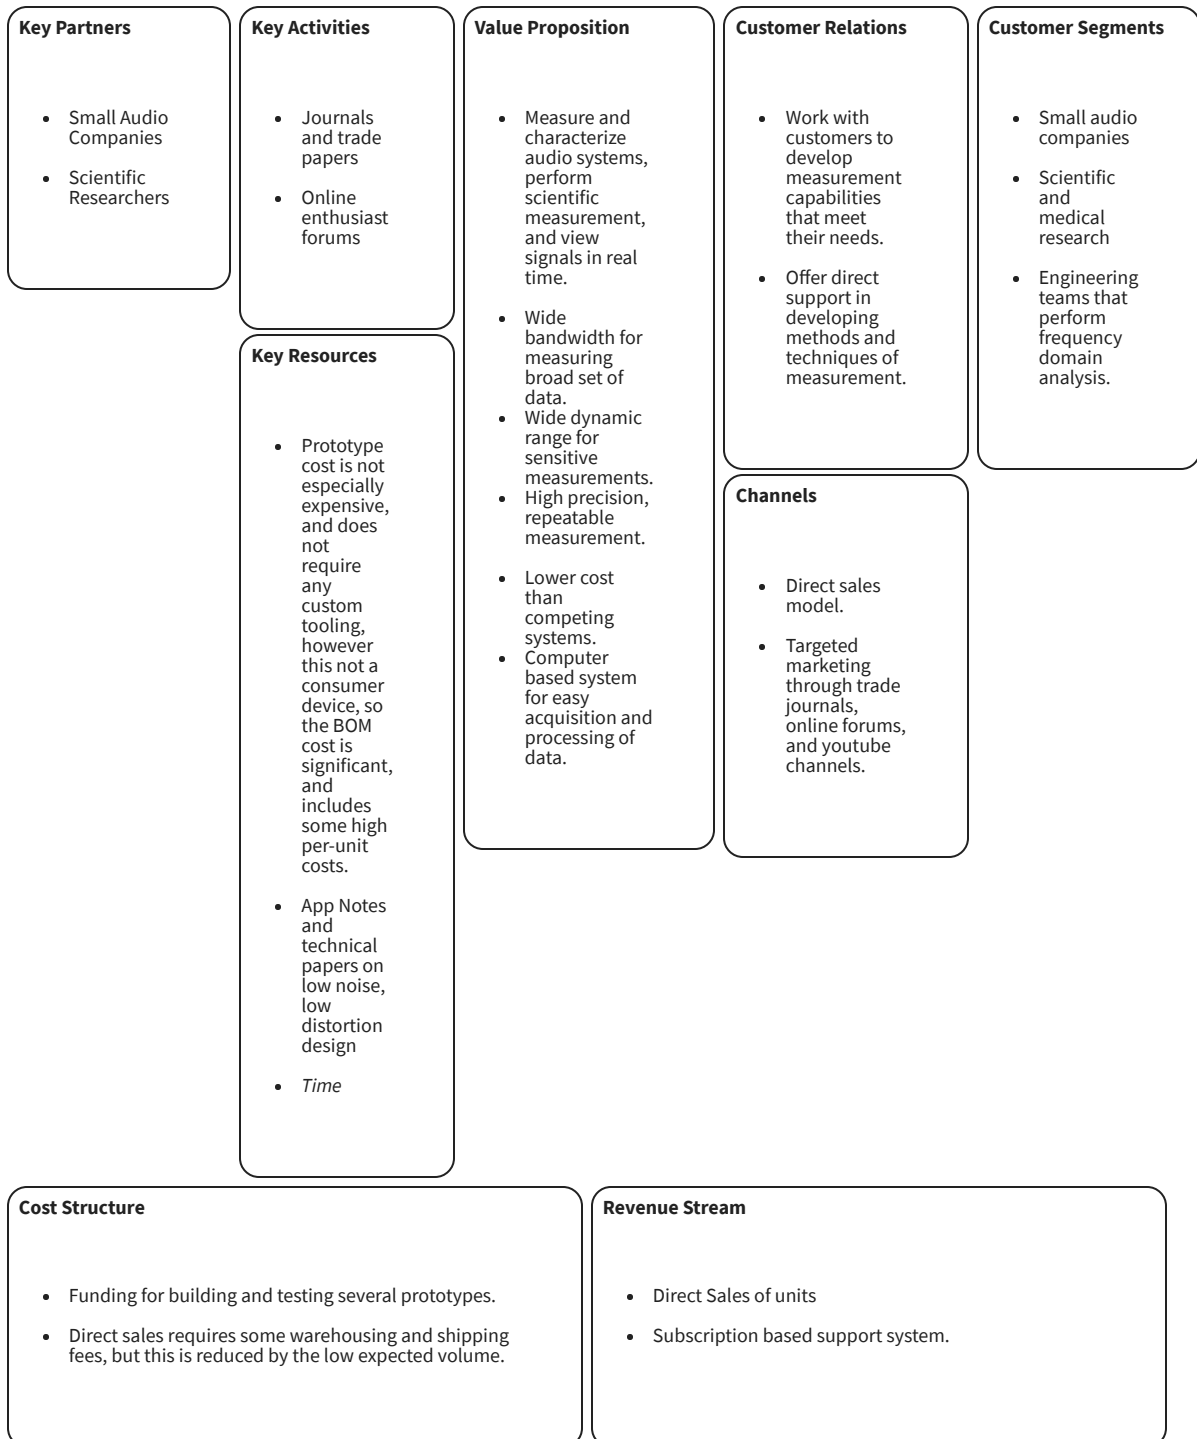 Key Partners
Small Audio
Companies
Scientific
Researchers
Key Activities
Journals
and trade
papers
Online
enthusiast
forums
Key Resources
Prototype
cost is not
especially
expensive,
and does
not
require
any
custom
tooling,
however
this not a
consumer
device, so
the BOM
cost is
significant,
and
includes
some high
per-unit
costs.
App Notes
and
technical
papers on
low noise,
low
distortion
design
Time
Value Proposition
Measure and
characterize
audio systems,
perform
scientific
measurement,
and view
signals in real
time.
Wide
bandwidth for
measuring
broad set of
data.
Wide dynamic
range for
sensitive
measurements.
High precision,
repeatable
measurement.
Lower cost
than
competing
systems.
Computer
based system
for easy
acquisition and
processing of
data.
Customer Relations
Work with
customers to
develop
measurement
capabilities
that meet
their needs.
Offer direct
support in
developing
methods and
techniques of
measurement.
Channels
Direct sales
model.
Targeted
marketing
through trade
journals,
online forums,
and youtube
channels.
Customer Segments
Small audio
companies
Scientific
and
medical
research
Engineering
teams that
perform
frequency
domain
analysis.
Cost Structure
Funding for building and testing several prototypes.
Direct sales requires some warehousing and shipping
fees, but this is reduced by the low expected volume.
Revenue Stream
Direct Sales of units
Subscription based support system.